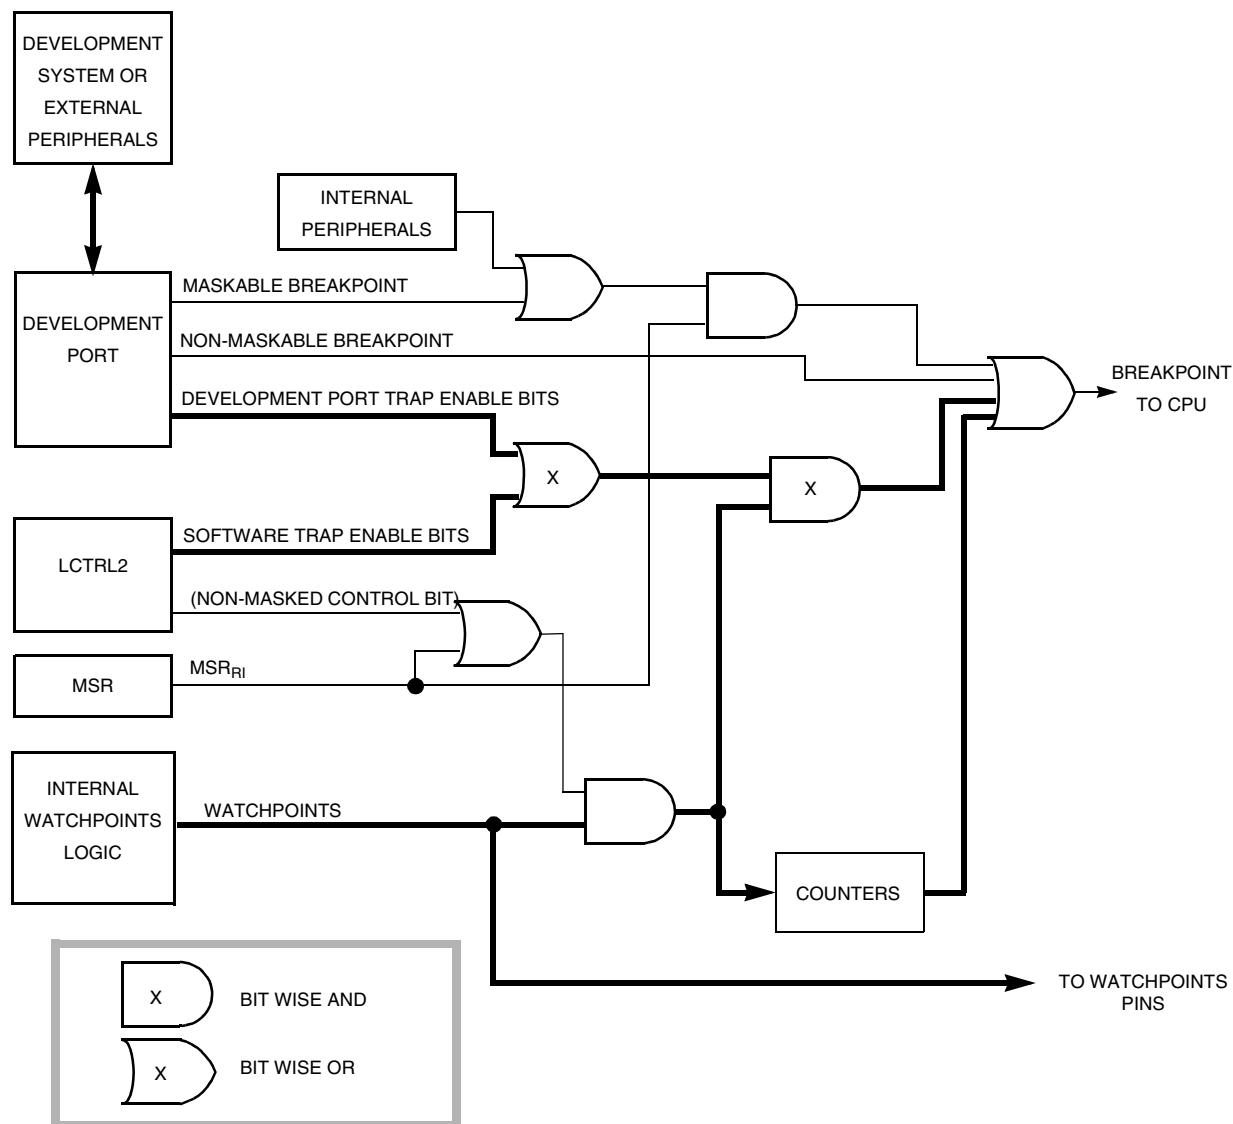 DEVELOPMENT
SYSTEM OR
EXTERNAL
PERIPHERALS
INTERNAL
PERIPHERALS
MASKABLE BREAKPOINT
DEVELOPMENT
PORT
NON-MASKABLE BREAKPOINT
BREAKPOINT
TO CPU
DEVELOPMENT PORT TRAP ENABLE BITS
X
X
SOFTWARE TRAP ENABLE BITS
LCTRL2
(NON-MASKED CONTROL BIT)
MSRRI
MSR
INTERNAL
WATCHPOINTS
LOGIC
WATCHPOINTS
COUNTERS
TO WATCHPOINTS
PINS
X
BIT WISE AND
X
BIT WISE OR